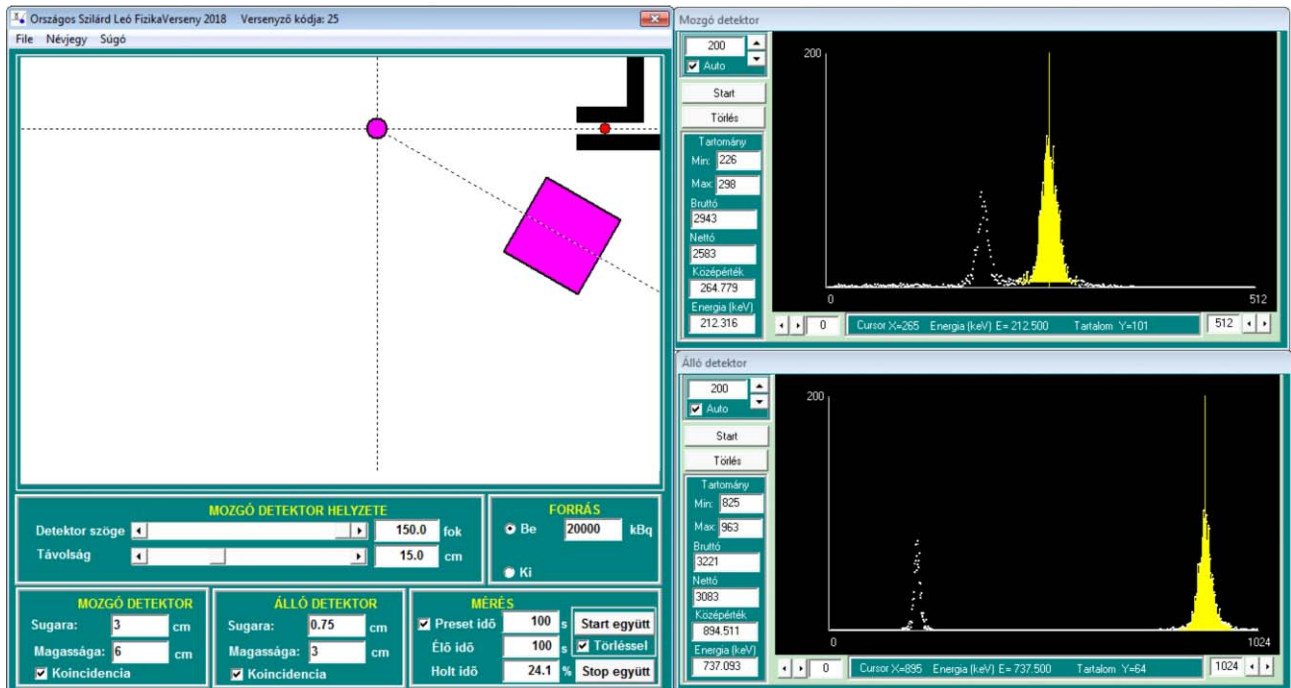 Országos Szilárd Leó FizikaVerseny 2018 Versenyző kódja: 25
File Névjegy Súgó
MOZGÓ DETEKTOR HELYZETE
Detektor szöge 150.0 fok
Távolság 15.0 cm
FORRÁS
Be 20000 kBq
Ki
MOZGÓ DETEKTOR
Sugara: 3 cm
Magassága: 6 cm
Koincidencia
ÁLLÓ DETEKTOR
Sugara: 0.75 cm
Magassága: 3 cm
Koincidencia
MÉRÉS
Preset idő 100 s Start együtt
Élő idő 100 s Törléssel
Holt idő 24.1 % Stop együtt
Mozgó detektor
200
Auto
Start
Törlés
Tartomány
Min: 226
Max: 298
Bruttó
2943
Nettó
2583
Középérték
264.779
Energia (keV)
212.316
200
0 512
0 Cursor X=265 Energia (keV) E= 212.500 Tartalom Y=101 512
Álló detektor
200
Auto
Start
Törlés
Tartomány
Min: 825
Max: 963
Bruttó
3221
Nettó
3083
Középérték
894.511
Energia (keV)
737.093
200
0 1024
0 Cursor X=895 Energia (keV) E= 737.500 Tartalom Y=64 1024